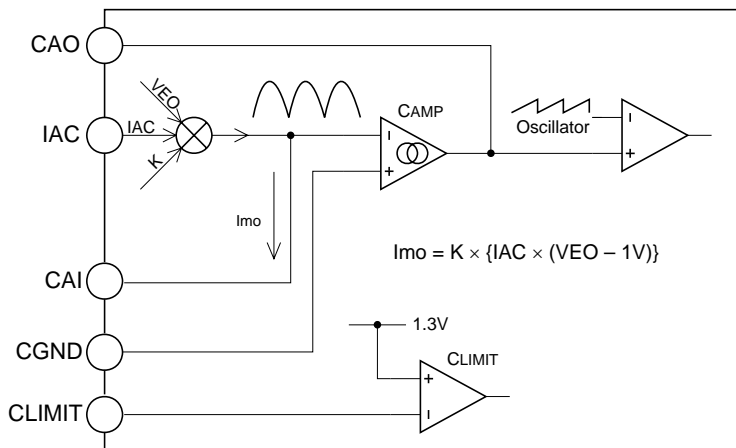 CAO
VEO
IAC
IAC
K
CAMP
Oscillator
Imo
Imo = K × {IAC × (VEO – 1V)}
CAI
1.3V
CGND
CLIMIT
CLIMIT